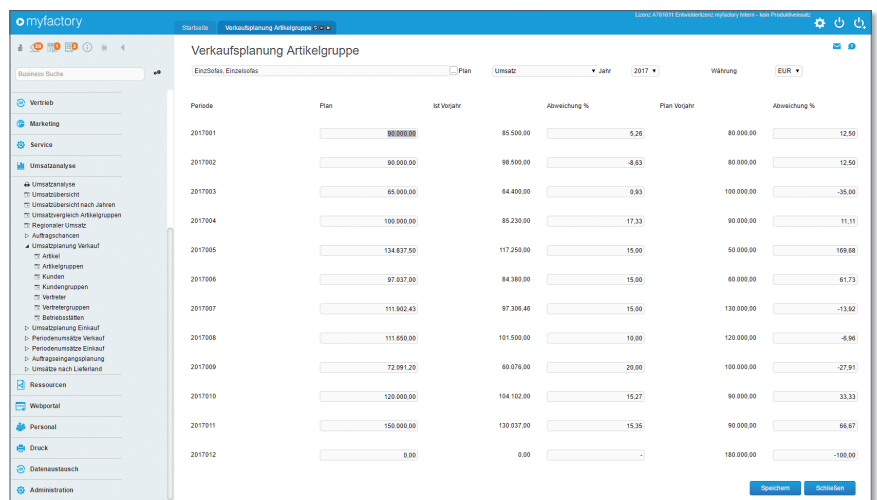 myfactory
Lizenz A761611 Entwicklerlizenz myfactory Intern - kein Produktiveinsatz
Startseite
Verkaufsplanung Artikelgruppe
Verkaufsplanung Artikelgruppe
Business Suche
EinzSofas, Einzelsofas ... Plan Umsatz Jahr 2017 Währung EUR
Vertrieb
Marketing
Service
Umsatzanalyse
Umsatzanalyse
Umsatzübersicht
Umsatzübersicht nach Jahren
Umsatzvergleich Artikelgruppen
Regionaler Umsatz
Auftragschancen
Umsatzplanung Verkauf
Artikel
Artikelgruppen
Kunden
Kundengruppen
Vertreter
Vertretergruppen
Betriebsstätten
Umsatzplanung Einkauf
Periodenumsätze Verkauf
Periodenumsätze Einkauf
Auftragseingangsplanung
Umsätze nach Lieferland
Ressourcen
Webportal
Personal
Druck
Datenaustausch
Administration
Periode Plan Ist Vorjahr Abweichung % Plan Vorjahr Abweichung %
2017001 90.000,00 85.500,00 5,26 80.000,00 12,50
2017002 90.000,00 98.500,00 -8,63 80.000,00 12,50
2017003 65.000,00 64.400,00 0,93 100.000,00 -35,00
2017004 100.000,00 85.230,00 17,33 90.000,00 11,11
2017005 134.837,50 117.250,00 15,00 50.000,00 169,68
2017006 97.037,00 84.380,00 15,00 60.000,00 61,73
2017007 111.902,43 97.306,46 15,00 130.000,00 -13,92
2017008 111.650,00 101.500,00 10,00 120.000,00 -6,96
2017009 72.091,20 60.076,00 20,00 100.000,00 -27,91
2017010 120.000,00 104.102,00 15,27 90.000,00 33,33
2017011 150.000,00 130.037,00 15,35 90.000,00 66,67
2017012 0,00 0,00 - 180.000,00 -100,00
Speichern Schließen